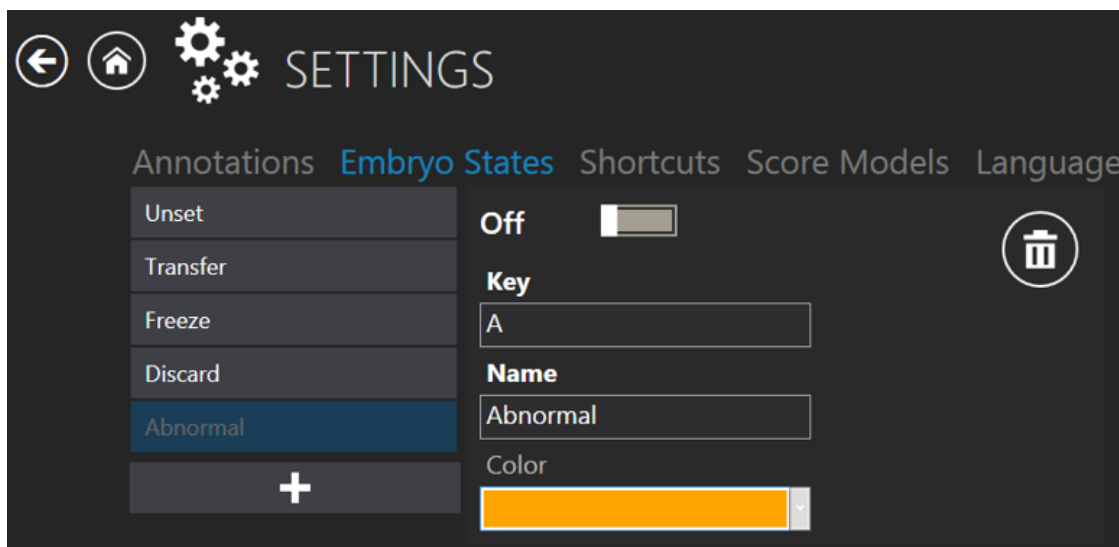 SETTINGS
Annotations Embryo States Shortcuts Score Models Language
Unset
Transfer
Freeze
Discard
Abnormal
Off
Key
A
Name
Abnormal
Color